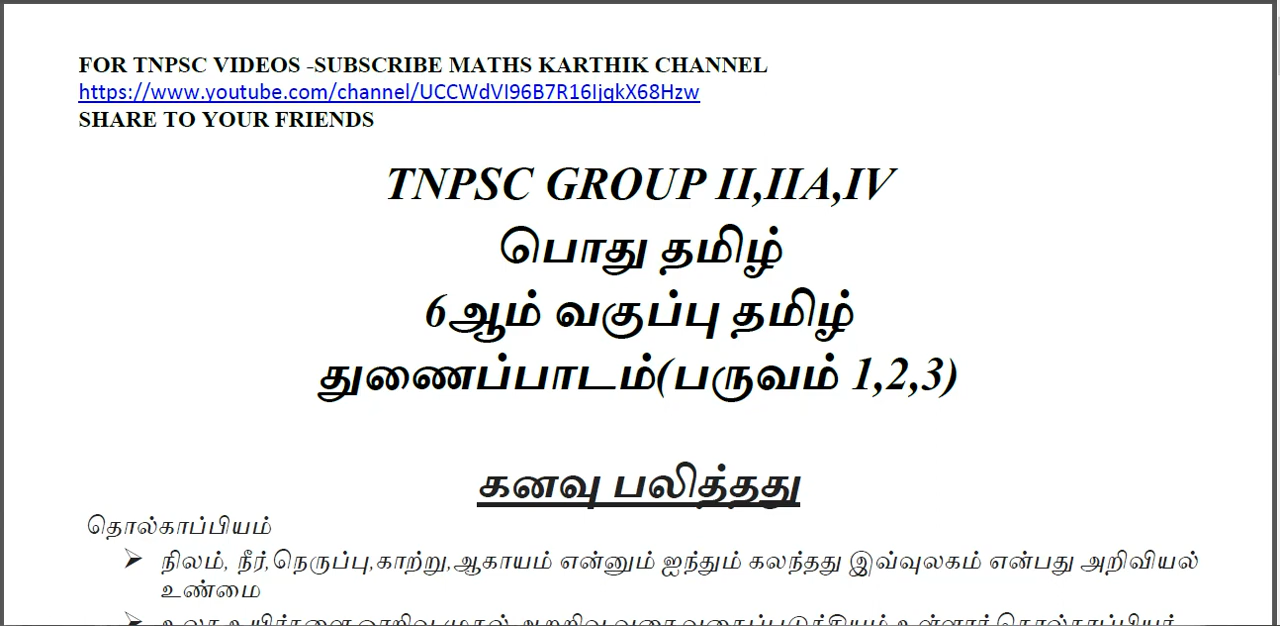 FOR TNPSC VIDEOS -SUBSCRIBE MATHS KARTHIK CHANNEL
https://www.youtube.com/channel/UCCWdVI96B7R16IjqkX68Hzw
SHARE TO YOUR FRIENDS
TNPSC GROUP II,IIA,IV
பொது தமிழ்
6ஆம் வகுப்பு தமிழ்
துணைப்பாடம்(பருவம் 1,2,3)
கனவு பலித்தது
தொல்காப்பியம்
➢ நிலம், நீர்,நெருப்பு,காற்று,ஆகாயம் என்னும் ஐந்தும் கலந்தது இவ்வுலகம் என்பது அறிவியல்
உண்மை